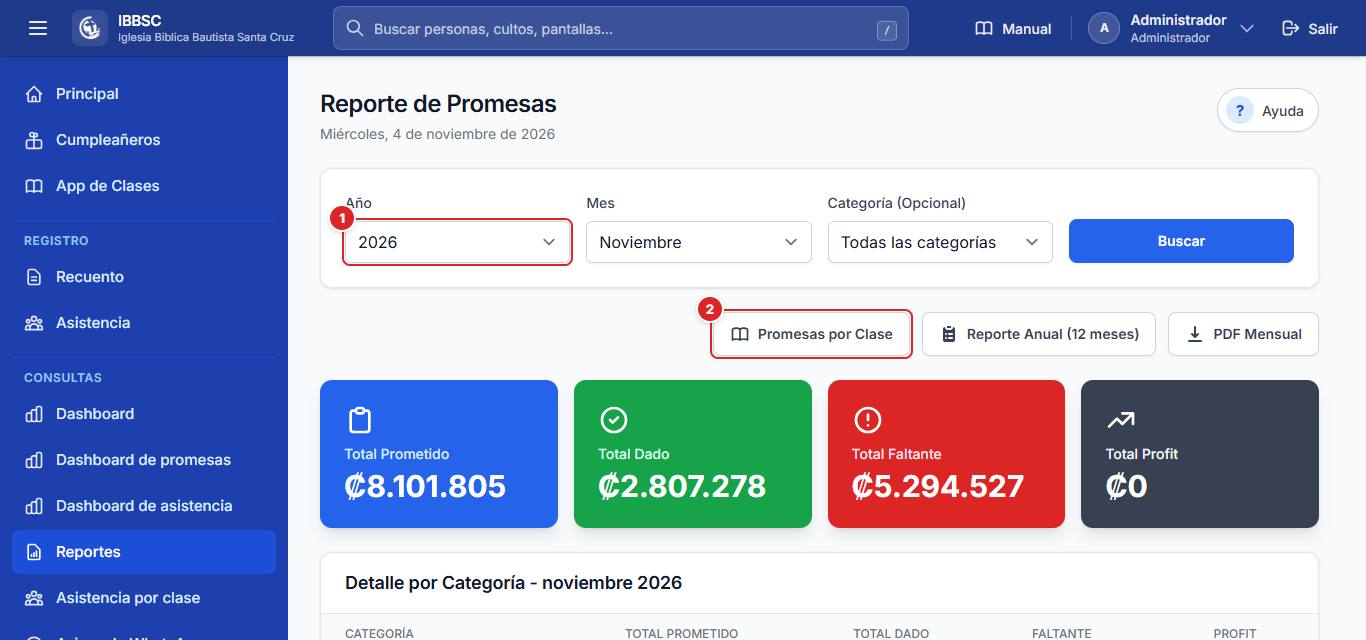 IBBSC
Iglesia Bíblica Bautista Santa Cruz
Buscar personas, cultos, pantallas...
/
Manual
A
Administrador
Administrador
Salir
Principal
Cumpleañeros
App de Clases
REGISTRO
Recuento
Asistencia
CONSULTAS
Dashboard
Dashboard de promesas
Dashboard de asistencia
Reportes
Asistencia por clase
Reporte de Promesas
Miércoles, 4 de noviembre de 2026
? Ayuda
Año
Mes
Categoría (Opcional)
1
2026
Noviembre
Todas las categorías
Buscar
2
Promesas por Clase
Reporte Anual (12 meses)
PDF Mensual
Total Prometido
₡8.101.805
Total Dado
₡2.807.278
Total Faltante
₡5.294.527
Total Profit
₡0
Detalle por Categoría - noviembre 2026
CATEGORÍA TOTAL PROMETIDO TOTAL DADO FALTANTE PROFIT